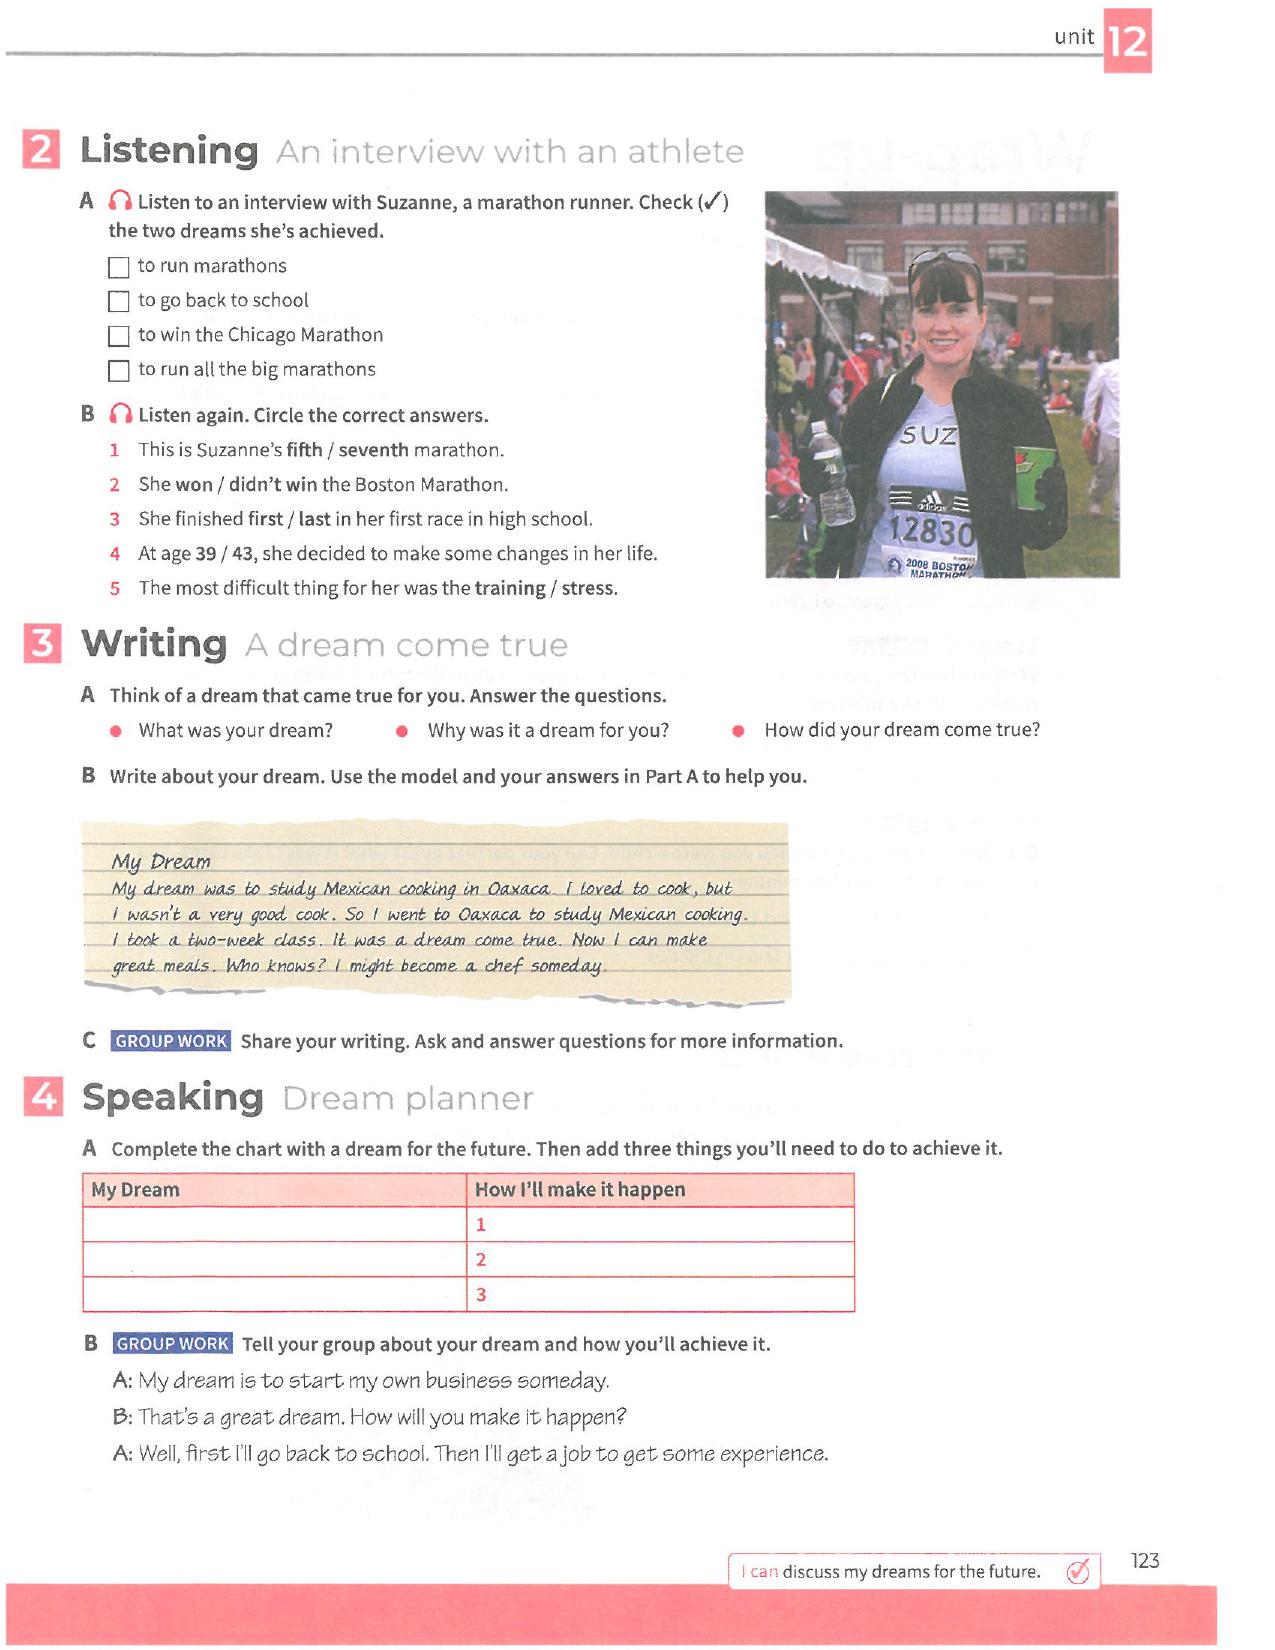 unit 12
2 Listening An interview with an athlete
A Listen to an interview with Suzanne, a marathon runner. Check (✓)
the two dreams she's achieved.
to run marathons
to go back to school
to win the Chicago Marathon
to run all the big marathons
B Listen again. Circle the correct answers.
1 This is Suzanne's fifth / seventh marathon.
2 She won / didn't win the Boston Marathon.
3 She finished first / last in her first race in high school.
4 At age 39 / 43, she decided to make some changes in her life.
5 The most difficult thing for her was the training / stress.
SUZ
adidas
12830
2008 BOSTON
MARATHON
3 Writing A dream come true
A Think of a dream that came true for you. Answer the questions.
• What was your dream? • Why was it a dream for you? • How did your dream come true?
B Write about your dream. Use the model and your answers in Part A to help you.
My Dream
My dream was to study Mexican cooking in Oaxaca. I loved to cook, but
I wasn't a very good cook. So I went to Oaxaca to study Mexican cooking.
I took a two-week class. It was a dream come true. Now I can make
great meals. Who knows? I might become a chef someday.
C GROUP WORK Share your writing. Ask and answer questions for more information.
4 Speaking Dream planner
A Complete the chart with a dream for the future. Then add three things you'll need to do to achieve it.
My Dream How I'll make it happen
1
2
3
B GROUP WORK Tell your group about your dream and how you'll achieve it.
A: My dream is to start my own business someday.
B: That's a great dream. How will you make it happen?
A: Well, first I'll go back to school. Then I'll get a job to get some experience.
I can discuss my dreams for the future.
123